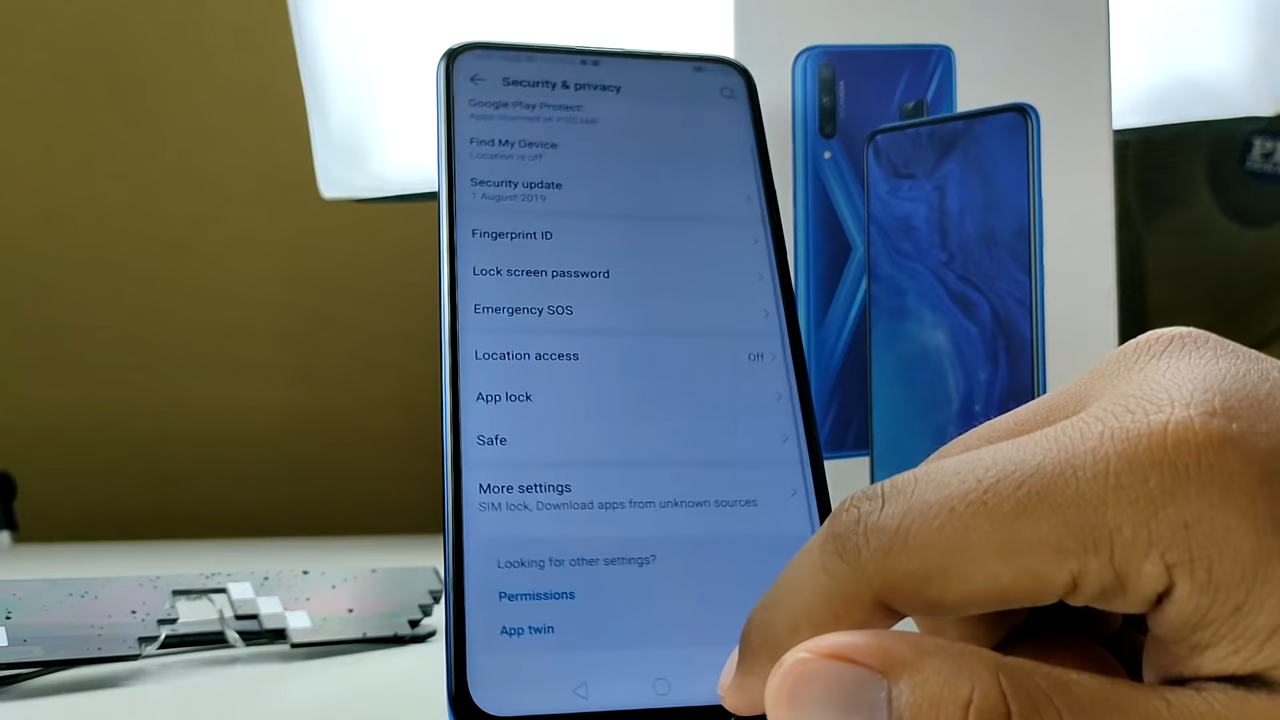 Security & privacy
Google Play Protect
Find My Device
Location is off
Security update
1 August 2019
Fingerprint ID
Lock screen password
Emergency SOS
Location access
Off
App lock
Safe
More settings
SIM lock, Download apps from unknown sources
Looking for other settings?
Permissions
App twin